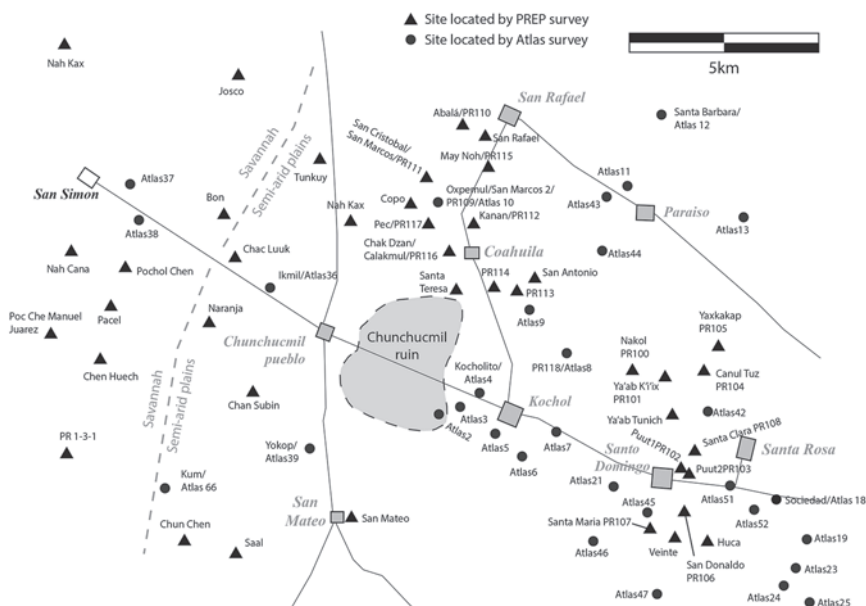 Site located by PREP survey
Site located by Atlas survey
5km
Nah Kax
Josco
Savannah
Semi-arid plains
San Simon
Atlas37
Atlas38
Bon
Tunkuy
Nah Kax
Chac Luuk
Nah Cana
Pochol Chen
Ikmil/Atlas36
Pacel
Poc Che Manuel
Juarez
Naranja
Chen Huech
Chunchucmil
pueblo
Chan Subin
PR 1-3-1
Savannah
Semi-arid plains
Yokop/
Atlas39
Kum/
Atlas 66
Chun Chen
Saal
San
Mateo
San Mateo
San Cristobal/
San Marcos/PR111
Abalá/PR110
San Rafael
San Rafael
May Noh/PR115
Copo
Oxpemul/San Marcos 2/
PR109/Atlas 10
Pec/PR117
Kanan/PR112
Chak Dzan/
Calakmul/PR116
Coahuila
Santa
Teresa
PR114
San Antonio
PR113
Atlas9
Chunchucmil
ruin
Kocholito/
Atlas4
PR118/Atlas8
Kochol
Atlas2
Atlas3
Atlas5
Atlas6
Atlas7
Santa Barbara/
Atlas 12
Atlas11
Atlas43
Paraiso
Atlas13
Atlas44
Yaxkakap
PR105
Nakol
PR100
Ya'ab K'i'ix
PR101
Canul Tuz
PR104
Ya'ab Tunich
Atlas42
Santa Clara PR108
Puut1PR102
Puut2PR103
Santo
Domingo
Santa Rosa
Atlas21
Atlas51
Sociedad/Atlas 18
Atlas45
Atlas52
Santa Maria PR107
Atlas46
Veinte
San Donaldo
PR106
Huca
Atlas19
Atlas23
Atlas24
Atlas25
Atlas47